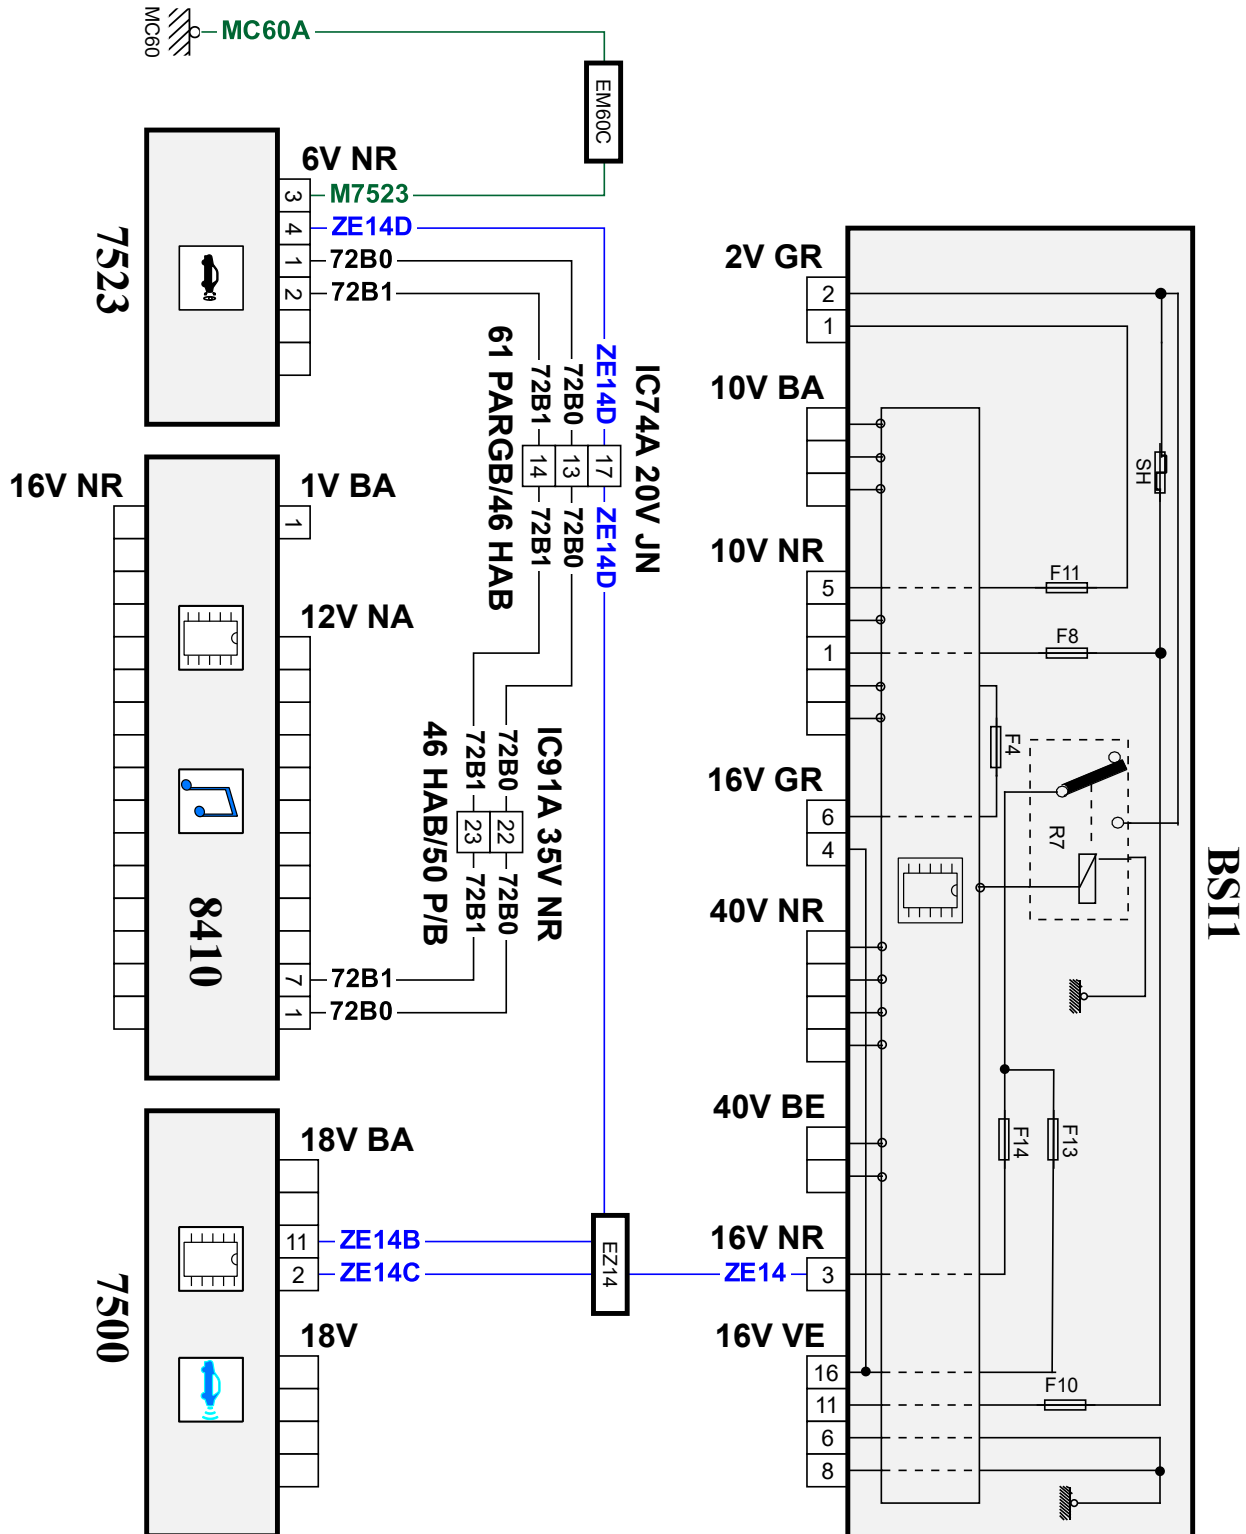 MC60
MC60A
EM60C
6V NR
3 M7523
4 ZE14D
1 72B0
2 72B1
7523
ZE14D
72B0
72B1
IC74A 20V JN
17
13
14
61 PARGB/46 HAB
ZE14D
72B0
72B1
16V NR
1V BA
1
12V NA
8410
72B0
72B1
IC91A 35V NR
22
23
46 HAB/50 P/B
72B0
72B1
7 72B1
1 72B0
18V BA
11 ZE14B
2 ZE14C
7500
18V
EZ14
ZE14
BSI1
2V GR
2
1
10V BA
SH
10V NR
5
F11
1
F8
F4
16V GR
6
4
R7
40V NR
40V BE
F14
F13
16V NR
3
16V VE
16
F10
11
6
8